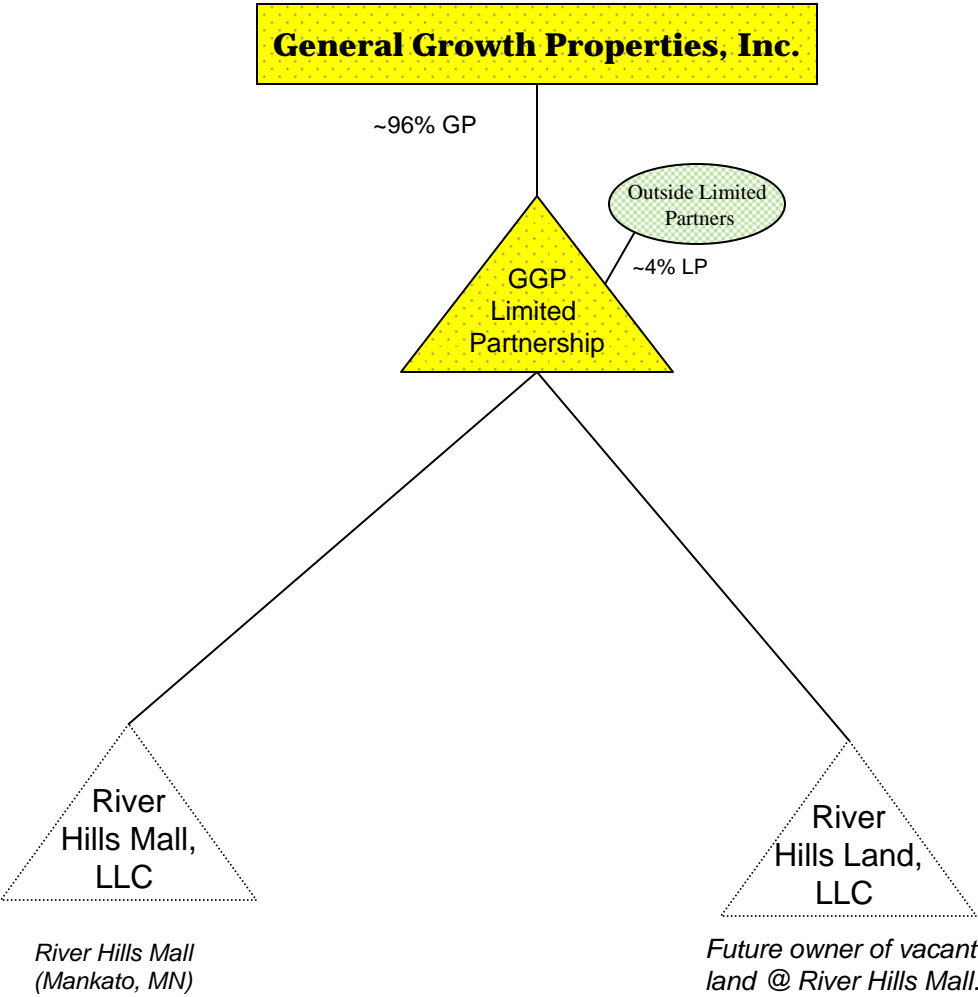 General Growth Properties, Inc.
~96% GP
Outside Limited
Partners
~4% LP
GGP
Limited
Partnership
River
Hills Mall,
LLC
River Hills Mall
(Mankato, MN)
River
Hills Land,
LLC
Future owner of vacant
land @ River Hills Mall.